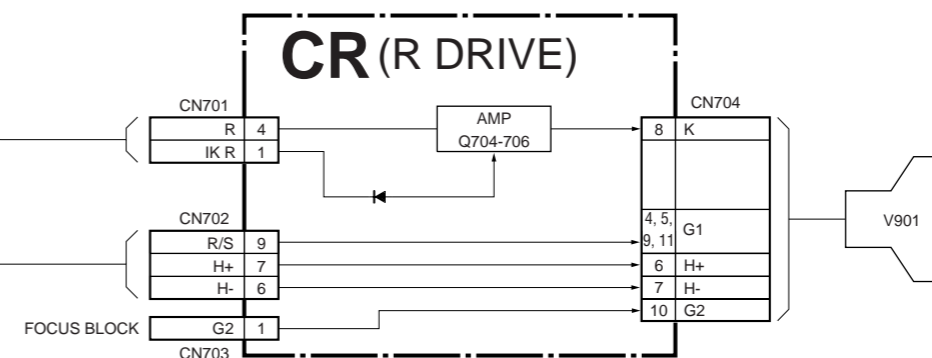 CR (R DRIVE)
CN701
R 4
IK R 1
AMP
Q704-706
CN704
8 K
CN702
R/S 9
H+ 7
H- 6
4, 5,
9, 11
G1
6 H+
7 H-
10 G2
V901
FOCUS BLOCK
G2 1
CN703